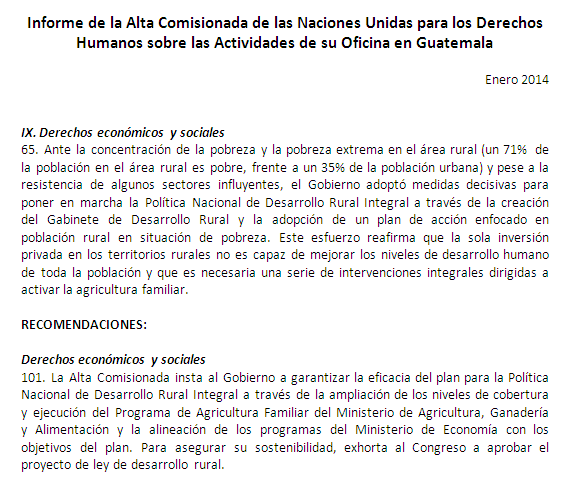 Informe de la Alta Comisionada de las Naciones Unidas para los Derechos
Humanos sobre las Actividades de su Oficina en Guatemala
Enero 2014
IX. Derechos económicos y sociales
65. Ante la concentración de la pobreza y la pobreza extrema en el área rural (un 71% de
la población en el área rural es pobre, frente a un 35% de la población urbana) y pese a la
resistencia de algunos sectores influyentes, el Gobierno adoptó medidas decisivas para
poner en marcha la Política Nacional de Desarrollo Rural Integral a través de la creación
del Gabinete de Desarrollo Rural y la adopción de un plan de acción enfocado en
población rural en situación de pobreza. Este esfuerzo reafirma que la sola inversión
privada en los territorios rurales no es capaz de mejorar los niveles de desarrollo humano
de toda la población y que es necesaria una serie de intervenciones integrales dirigidas a
activar la agricultura familiar.
RECOMENDACIONES:
Derechos económicos y sociales
101. La Alta Comisionada insta al Gobierno a garantizar la eficacia del plan para la Política
Nacional de Desarrollo Rural Integral a través de la ampliación de los niveles de cobertura
y ejecución del Programa de Agricultura Familiar del Ministerio de Agricultura, Ganadería
y Alimentación y la alineación de los programas del Ministerio de Economía con los
objetivos del plan. Para asegurar su sostenibilidad, exhorta al Congreso a aprobar el
proyecto de ley de desarrollo rural.